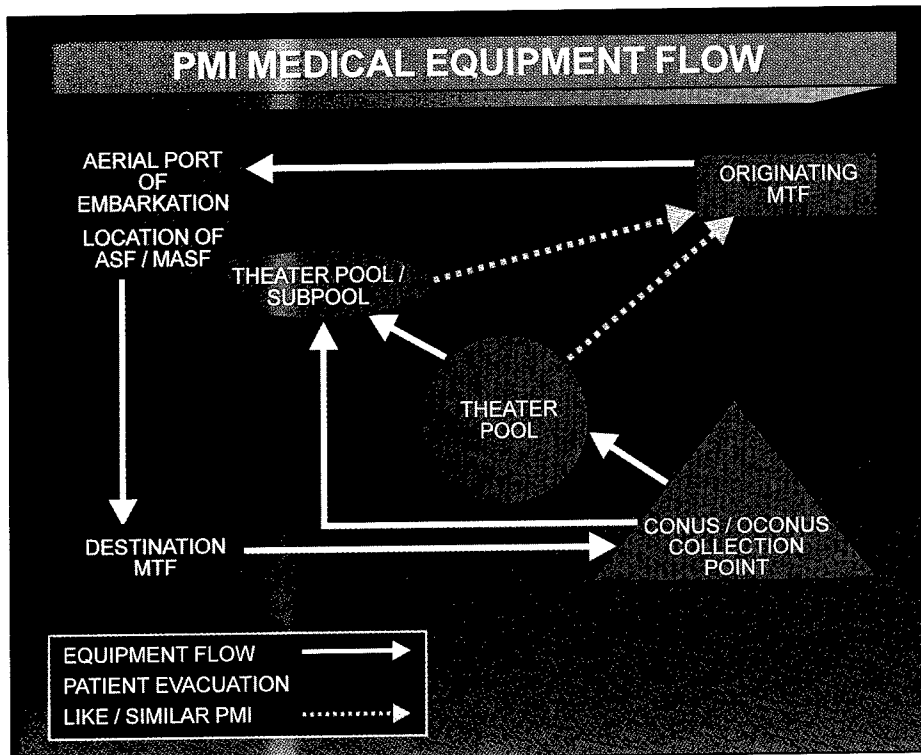 PMI MEDICAL EQUIPMENT FLOW
AERIAL PORT
OF
EMBARKATION
LOCATION OF
ASF / MASF
ORIGINATING
MTF
THEATER POOL /
SUBPOOL
THEATER
POOL
DESTINATION
MTF
CONUS / OCONUS
COLLECTION
POINT
EQUIPMENT FLOW
PATIENT EVACUATION
LIKE / SIMILAR PMI